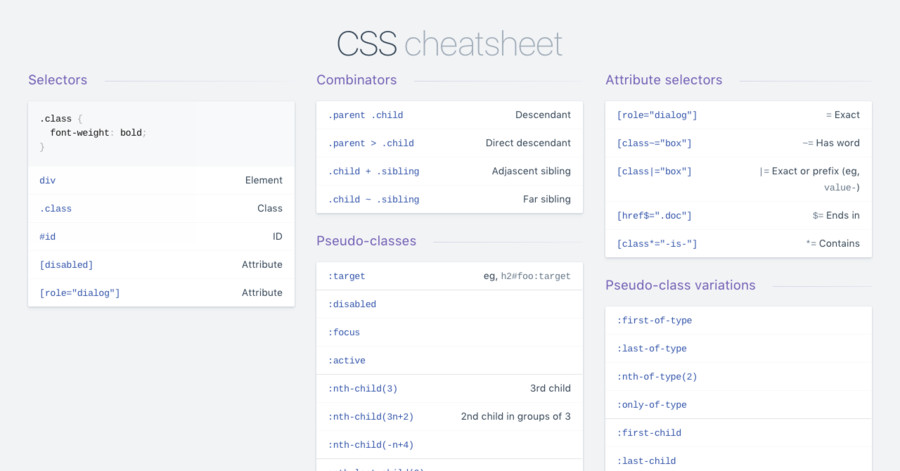 CSS cheatsheet
Selectors
.class {
font-weight: bold;
}
div Element
.class Class
#id ID
[disabled] Attribute
[role="dialog"] Attribute
Combinators
.parent .child Descendant
.parent > .child Direct descendant
.child + .sibling Adjascent sibling
.child ~ .sibling Far sibling
Pseudo-classes
:target eg, h2#foo:target
:disabled
:focus
:active
:nth-child(3) 3rd child
:nth-child(3n+2) 2nd child in groups of 3
:nth-child(-n+4)
Attribute selectors
[role="dialog"] = Exact
[class~="box"] ~= Has word
[class|="box"] |= Exact or prefix (eg,
value-)
[href$=".doc"] $= Ends in
[class*="-is-"] *= Contains
Pseudo-class variations
:first-of-type
:last-of-type
:nth-of-type(2)
:only-of-type
:first-child
:last-child